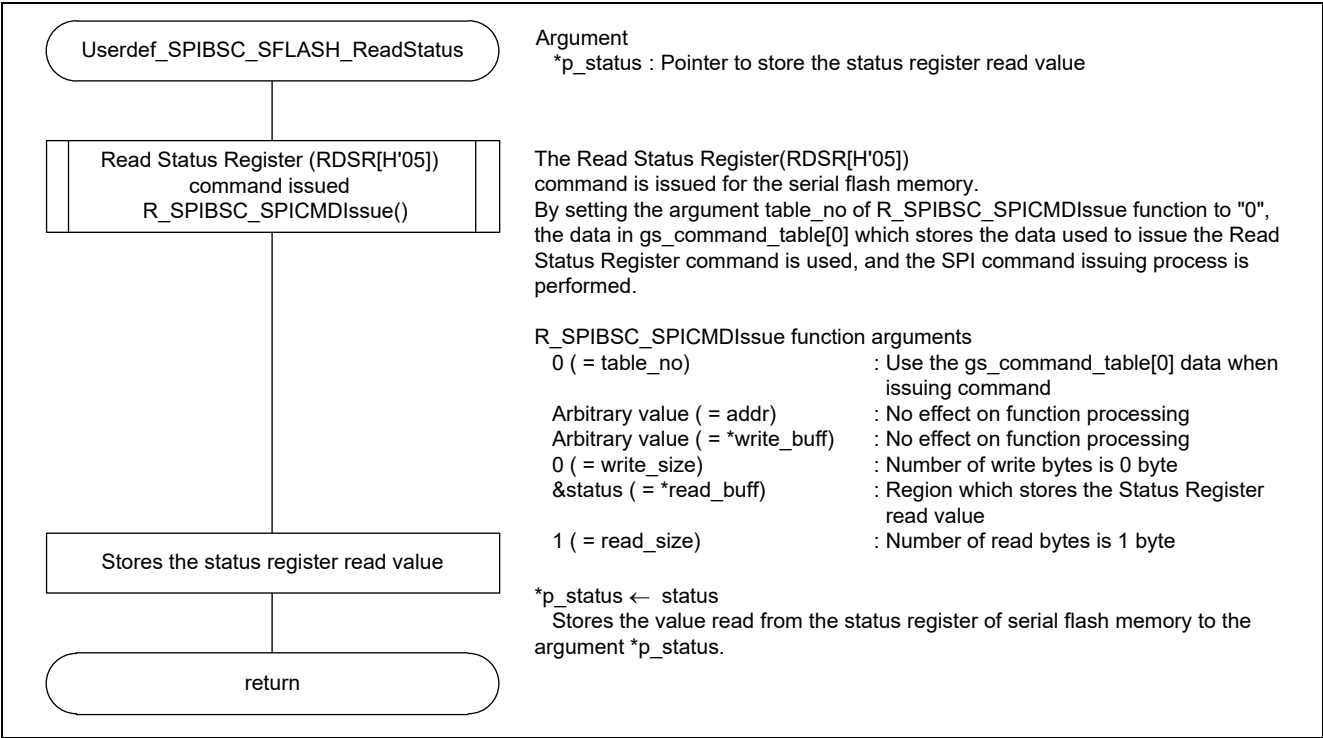 Userdef_SPIBSC_SFLASH_ReadStatus
Argument
*p_status : Pointer to store the status register read value
Read Status Register (RDSR[H'05])
command issued
R_SPIBSC_SPICMDIssue()
The Read Status Register(RDSR[H'05])
command is issued for the serial flash memory.
By setting the argument table_no of R_SPIBSC_SPICMDIssue function to "0",
the data in gs_command_table[0] which stores the data used to issue the Read
Status Register command is used, and the SPI command issuing process is
performed.
R_SPIBSC_SPICMDIssue function arguments
0 ( = table_no) : Use the gs_command_table[0] data when
issuing command
Arbitrary value ( = addr) : No effect on function processing
Arbitrary value ( = *write_buff) : No effect on function processing
0 ( = write_size) : Number of write bytes is 0 byte
&status ( = *read_buff) : Region which stores the Status Register
read value
1 ( = read_size) : Number of read bytes is 1 byte
Stores the status register read value
*p_status ← status
Stores the value read from the status register of serial flash memory to the
argument *p_status.
return